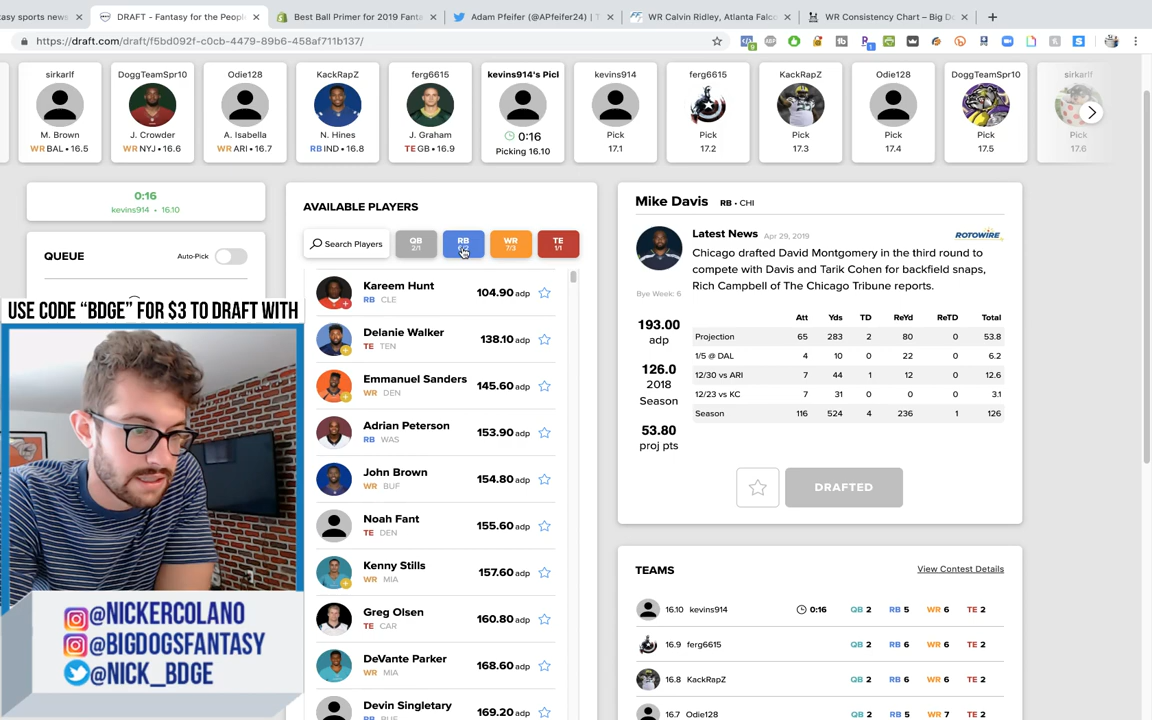 tasy sports news
DRAFT - Fantasy for the Peopl
Best Ball Primer for 2019 Fanta
Adam Pfeifer (@APfeifer24) | T
WR Calvin Ridley, Atlanta Falco
WR Consistency Chart – Big D
https://draft.com/draft/f5bd092f-c0cb-4479-89b6-458af711b137/
sirkarlf
M. Brown
WR BAL • 16.5
DoggTeamSpr10
J. Crowder
WR NYJ • 16.6
Odie128
A. Isabella
WR ARI • 16.7
KackRapZ
N. Hines
RB IND • 16.8
ferg6615
J. Graham
TE GB • 16.9
kevins914's Picl
0:16
Picking 16.10
kevins914
Pick
17.1
ferg6615
Pick
17.2
KackRapZ
Pick
17.3
Odie128
Pick
17.4
DoggTeamSpr10
Pick
17.5
sirkarlf
Pick
17.6
0:16
kevins914 • 16.10
QUEUE
Auto-Pick
USE CODE "BDGE" FOR $3 TO DRAFT WITH
@NICKERCOLANO
@BIGDOGSFANTASY
@NICK_BDGE
AVAILABLE PLAYERS
Search Players
QB
2/1
RB
WR
7/3
TE
1/1
Kareem Hunt
RB CLE
104.90 adp
Delanie Walker
TE TEN
138.10 adp
Emmanuel Sanders
WR DEN
145.60 adp
Adrian Peterson
RB WAS
153.90 adp
John Brown
WR BUF
154.80 adp
Noah Fant
TE DEN
155.60 adp
Kenny Stills
WR MIA
157.60 adp
Greg Olsen
TE CAR
160.80 adp
DeVante Parker
WR MIA
168.60 adp
Devin Singletary
RB BUF
169.20 adp
Mike Davis RB • CHI
Latest News Apr 29, 2019
ROTOWIRE
Chicago drafted David Montgomery in the third round to
compete with Davis and Tarik Cohen for backfield snaps,
Rich Campbell of The Chicago Tribune reports.
Bye Week: 6
193.00
adp
126.0
2018
Season
53.80
proj pts
Att Yds TD ReYd ReTD Total
Projection 65 283 2 80 0 53.8
1/5 @ DAL 4 10 0 22 0 6.2
12/30 vs ARI 7 44 1 12 0 12.6
12/23 vs KC 7 31 0 0 0 3.1
Season 116 524 4 236 1 126
DRAFTED
TEAMS
View Contest Details
16.10 kevins914 0:16 QB 2 RB 5 WR 6 TE 2
16.9 ferg6615 QB 2 RB 6 WR 6 TE 2
16.8 KackRapZ QB 2 RB 6 WR 6 TE 2
16.7 Odie128 QB 2 RB 5 WR 7 TE 2